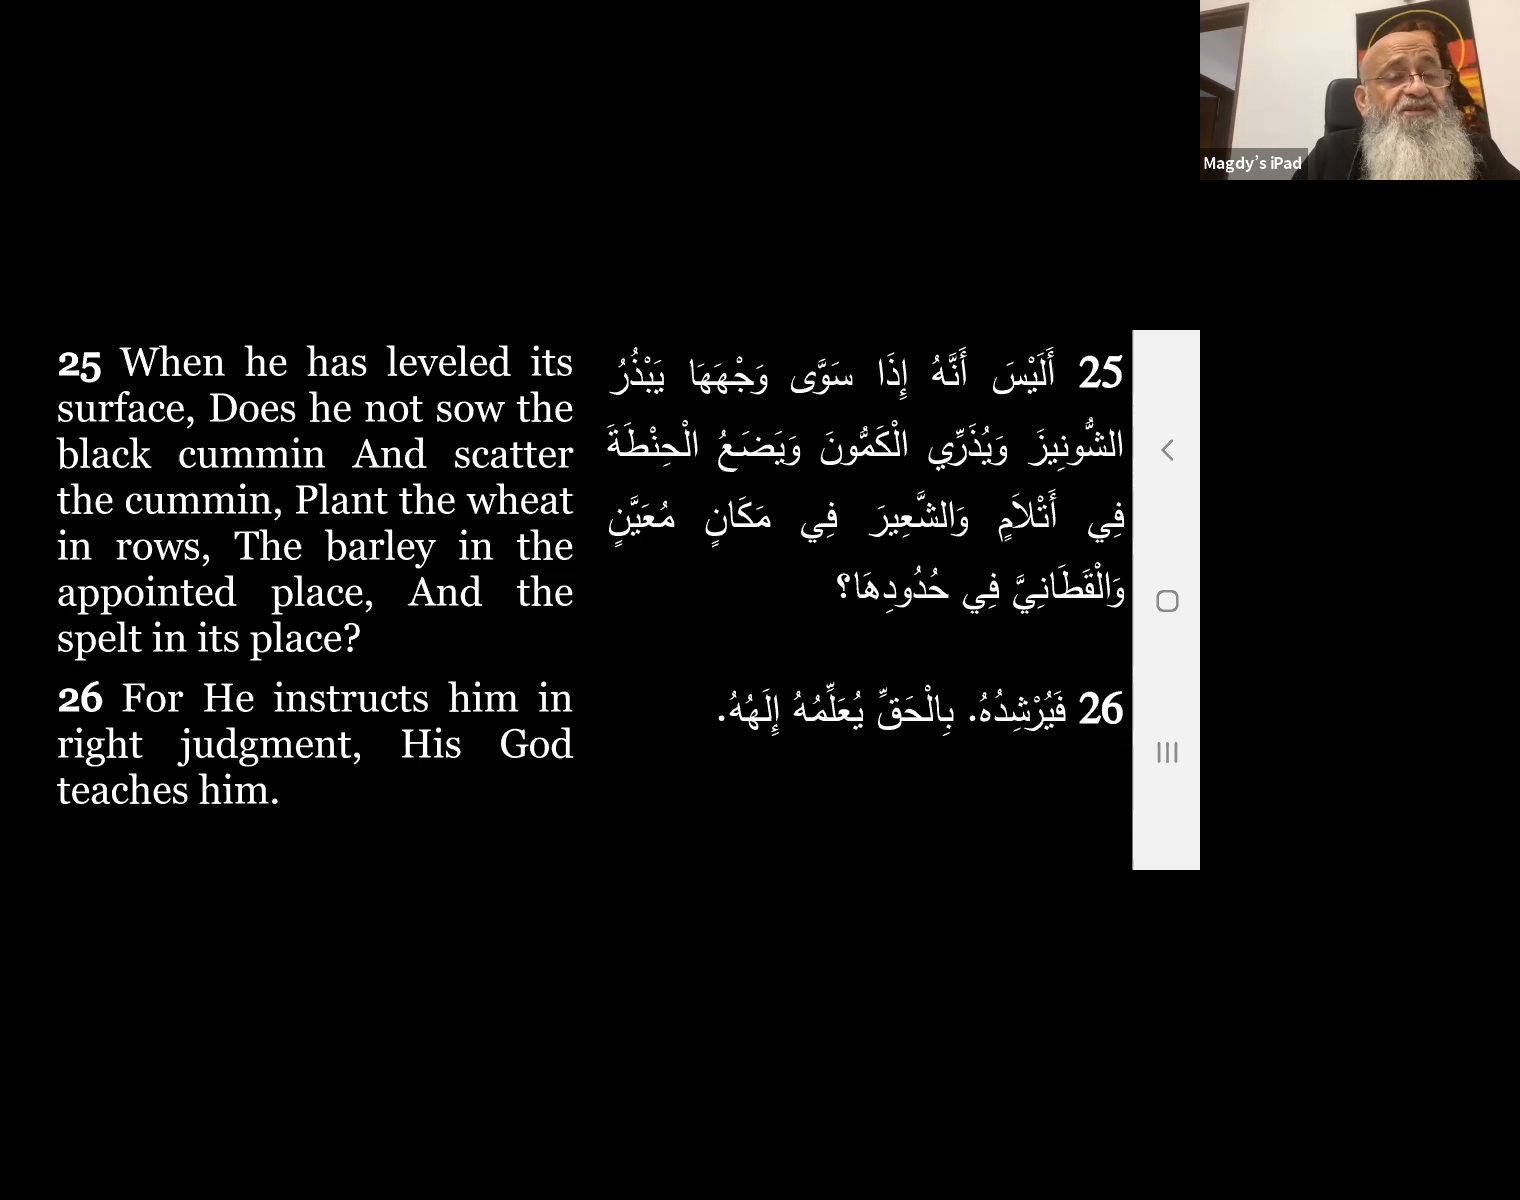 Magdy’s iPad
25 When he has leveled its
surface, Does he not sow the
black cummin And scatter
the cummin, Plant the wheat
in rows, The barley in the
appointed place, And the
spelt in its place?
26 For He instructs him in
right judgment, His God
teaches him.
25 أَلَيْسَ أَنَّهُ إِذَا سَوَّى وَجْهَهَا يَبْذُرُ
الشُّونِيزَ وَيُذَرِّي الْكَمُّونَ وَيَضَعُ الْحِنْطَةَ
فِي أَتْلاَمٍ وَالشَّعِيرَ فِي مَكَانٍ مُعَيَّنٍ
وَالْقَطَانِيَّ فِي حُدُودِهَا؟
26 فَيُرْشِدُهُ. بِالْحَقِّ يُعَلِّمُهُ إِلَهُهُ.